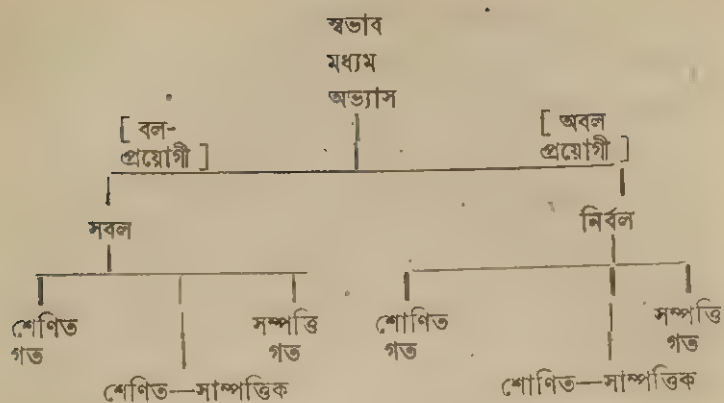 স্বভাব
মধ্যম
অভ্যাস
[ বল-
প্রয়োগী ]
[ অবল
প্রয়োগী ]
সবল
নির্বল
শেণিত
গত
সম্পত্তি
গত
শোণিত
গত
সম্পত্তি
গত
শেণিত—সাম্পত্তিক
শোণিত—সাম্পত্তিক